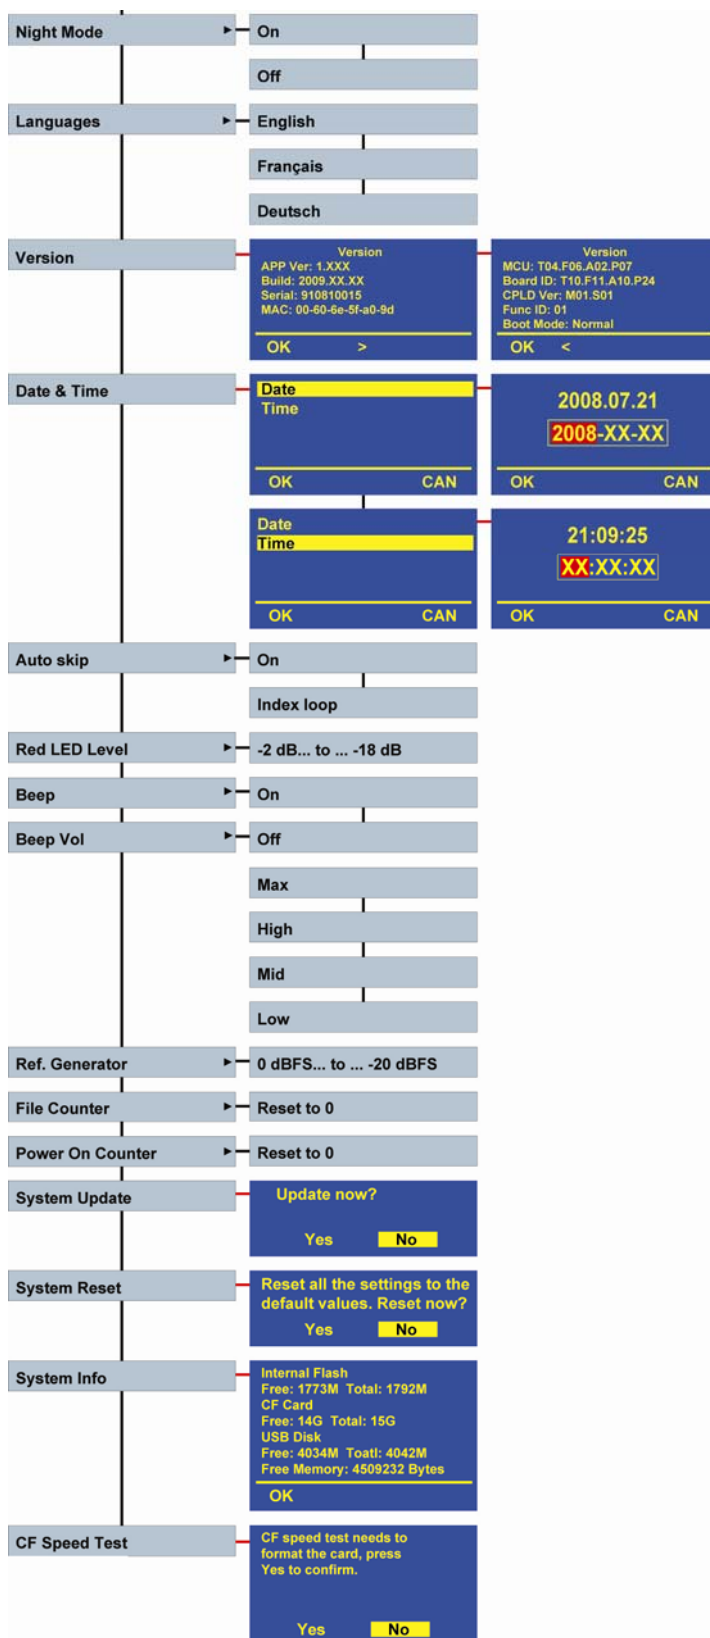 Night Mode
On
Off
Languages
English
Français
Deutsch
Version
Version
APP Ver: 1.XXX
Build: 2009.XX.XX
Serial: 910810015
MAC: 00-60-6e-5f-a0-9d
OK >
Version
MCU: T04.F06.A02.P07
Board ID: T10.F11.A10.P24
CPLD Ver: M01.S01
Func ID: 01
Boot Mode: Normal
OK <
Date & Time
Date
Time
OK CAN
2008.07.21
2008-XX-XX
OK CAN
Date
Time
OK CAN
21:09:25
XX:XX:XX
OK CAN
Auto skip
On
Index loop
Red LED Level
-2 dB... to ... -18 dB
Beep
On
Beep Vol
Off
Max
High
Mid
Low
Ref. Generator
0 dBFS... to ... -20 dBFS
File Counter
Reset to 0
Power On Counter
Reset to 0
System Update
Update now?
Yes No
System Reset
Reset all the settings to the
default values. Reset now?
Yes No
System Info
Internal Flash
Free: 1773M Total: 1792M
CF Card
Free: 14G Total: 15G
USB Disk
Free: 4034M Toatl: 4042M
Free Memory: 4509232 Bytes
OK
CF Speed Test
CF speed test needs to
format the card, press
Yes to confirm.
Yes No